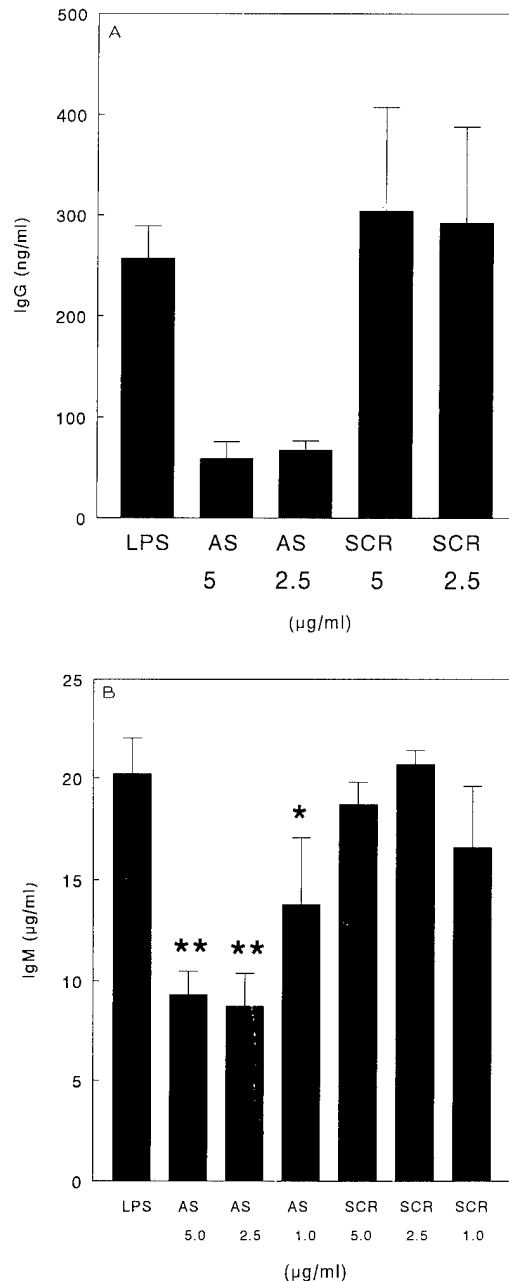 A
500
400
300
200
100
0
IgG (ng/ml)
LPS AS AS SCR SCR
5 2.5 5 2.5
(µg/ml)
B
25
20
15
10
5
0
IgM (µg/ml)
** ** *
LPS AS AS AS SCR SCR SCR
5.0 2.5 1.0 5.0 2.5 1.0
(µg/ml)